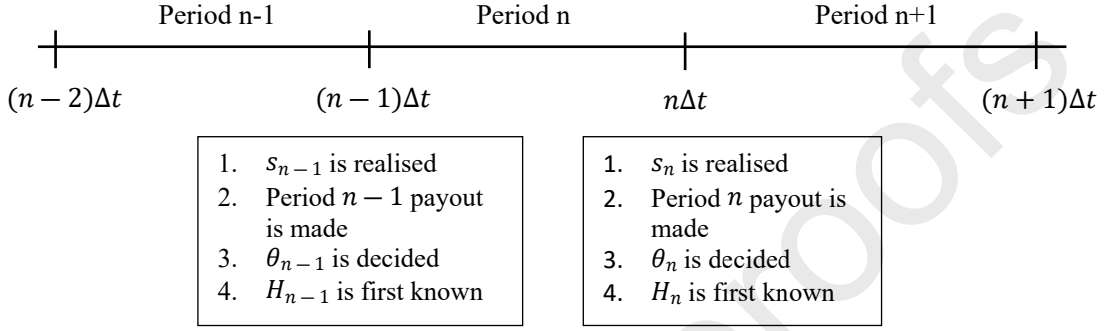 Period n-1 Period n Period n+1
(n − 2)Δt (n − 1)Δt nΔt (n + 1)Δt
1. s_{n−1} is realised
2. Period n − 1 payout
is made
3. θ_{n−1} is decided
4. H_{n−1} is first known
1. s_n is realised
2. Period n payout is
made
3. θ_n is decided
4. H_n is first known
roofs